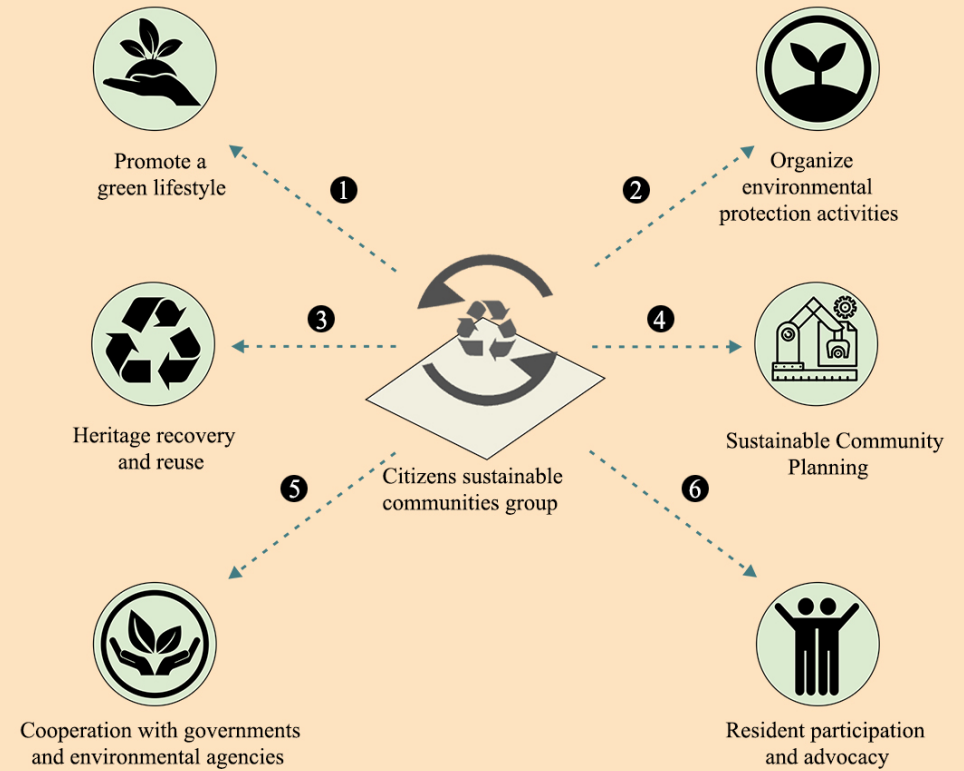 Promote a
green lifestyle
1
2
Organize
environmental
protection activities
Heritage recovery
and reuse
3
4
Sustainable Community
Planning
Citizens sustainable
communities group
5
6
Cooperation with governments
and environmental agencies
Resident participation
and advocacy